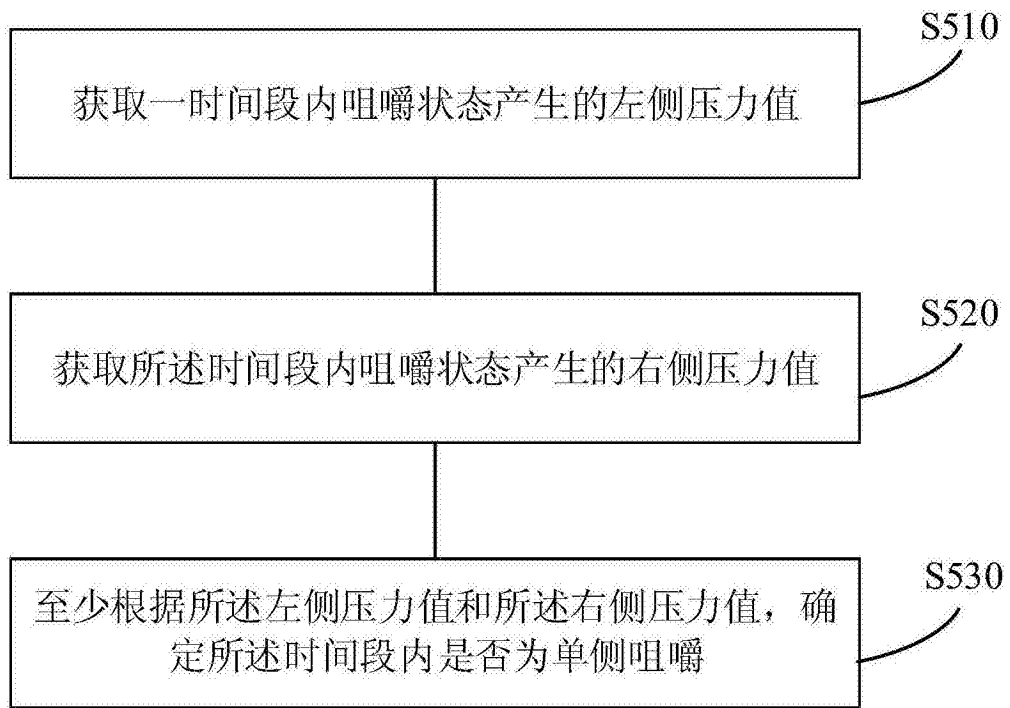 S510
获取一时间段内咀嚼状态产生的左侧压力值
S520
获取所述时间段内咀嚼状态产生的右侧压力值
S530
至少根据所述左侧压力值和所述右侧压力值，确
定所述时间段内是否为单侧咀嚼